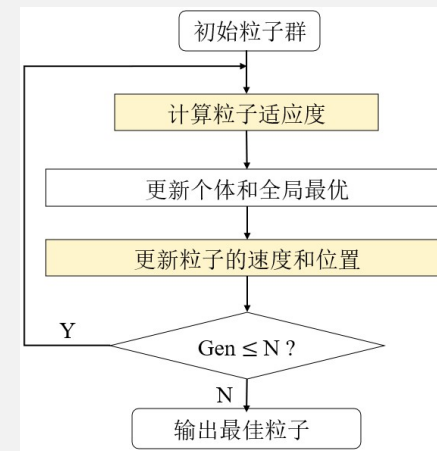 初始粒子群
计算粒子适应度
更新个体和全局最优
更新粒子的速度和位置
Y
Gen ≤ N ?
N
输出最佳粒子